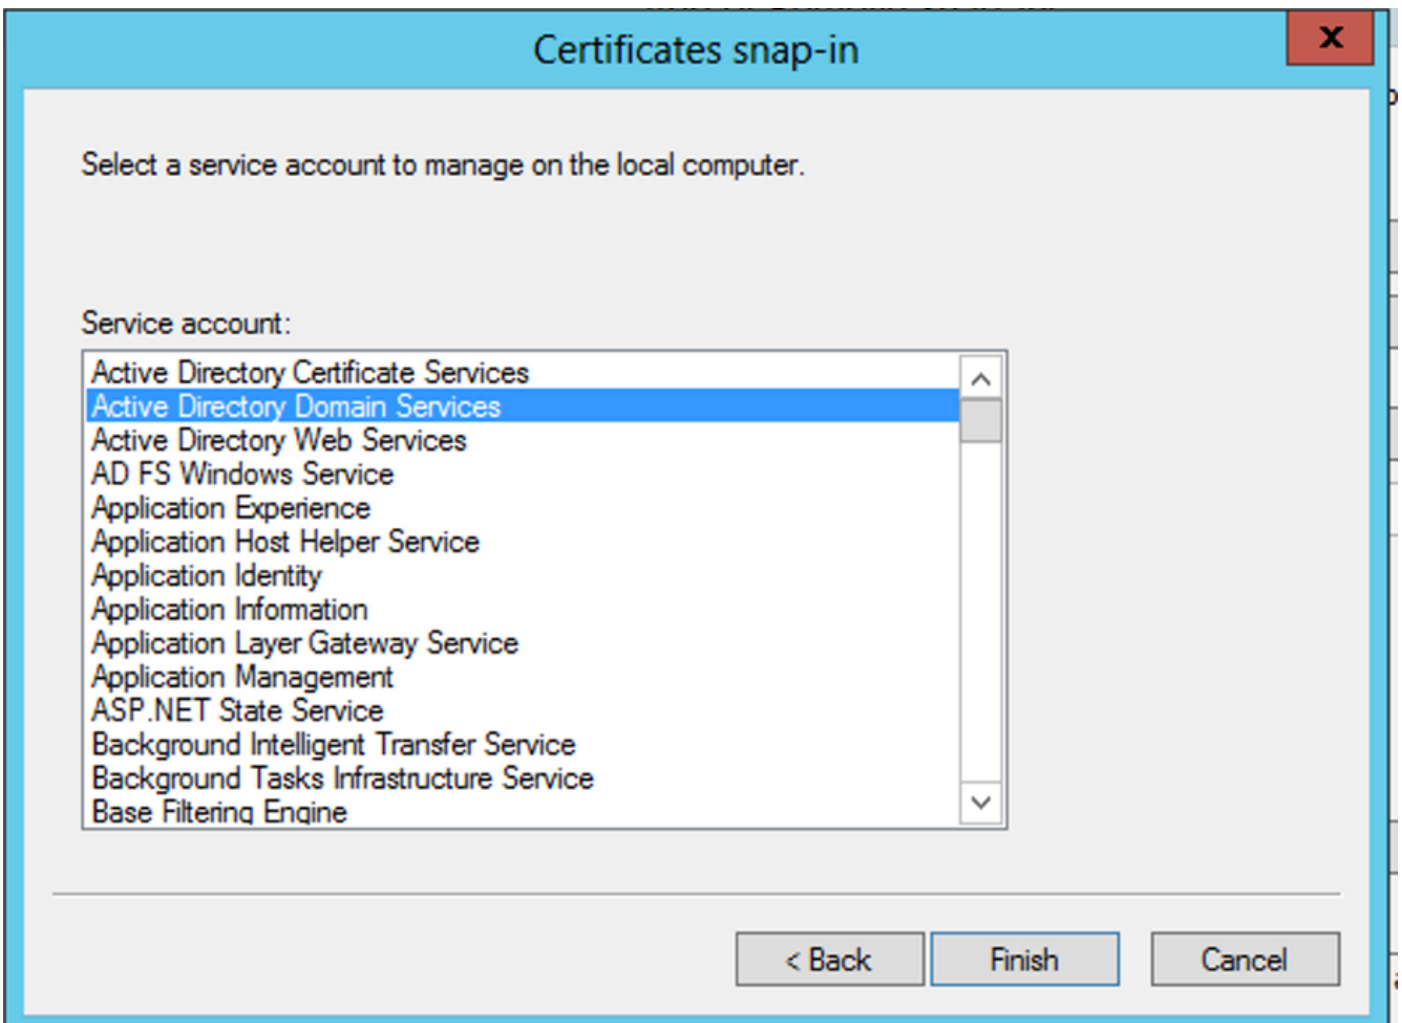 Certificates snap-in
x
Select a service account to manage on the local computer.
Service account:
Active Directory Certificate Services
Active Directory Domain Services
Active Directory Web Services
AD FS Windows Service
Application Experience
Application Host Helper Service
Application Identity
Application Information
Application Layer Gateway Service
Application Management
ASP.NET State Service
Background Intelligent Transfer Service
Background Tasks Infrastructure Service
Base Filtering Engine
< Back Finish Cancel